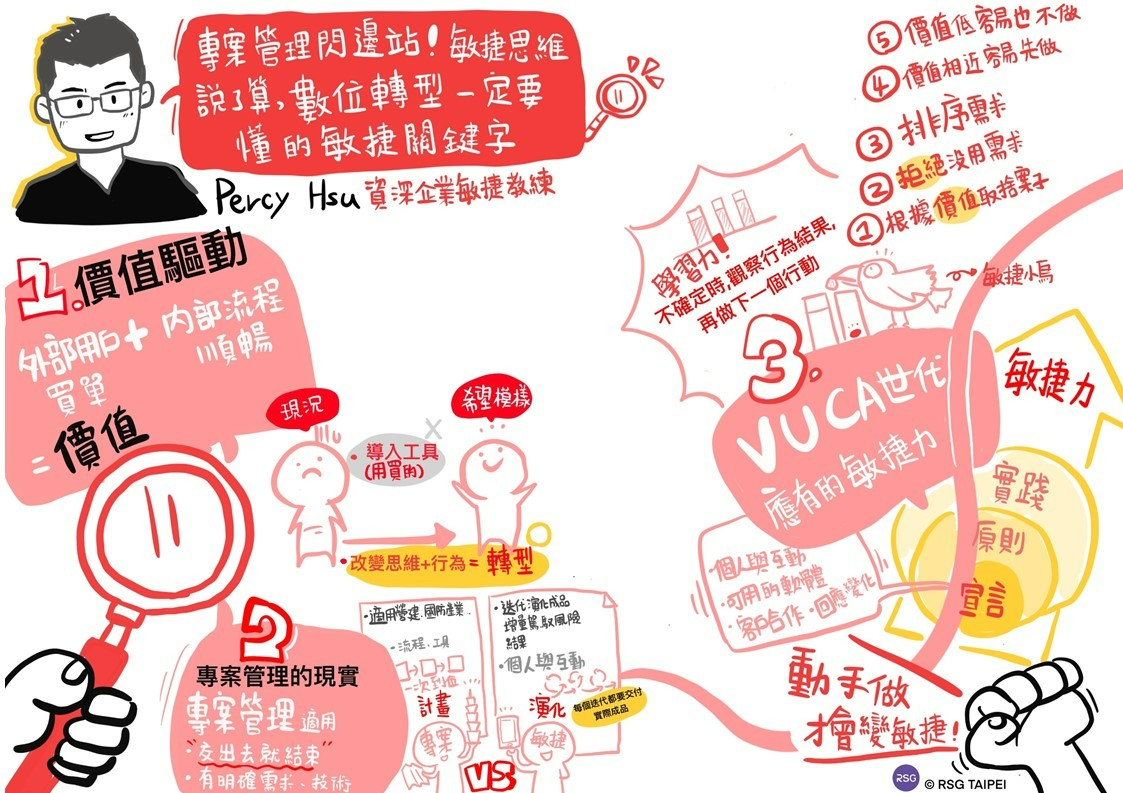 專案管理閃邊站!敏捷思維
說了算,數位轉型一定要
懂的敏捷關鍵字
Percy Hsu 資深企業敏捷教練
1.價值驅動
外部用戶+內部流程
買單 順暢
=價值
現況
希望模樣
x
•導入工具
(用買的)
•改變思維+行為=轉型
2
專案管理的現實
專案管理適用
"交出去就結束"
•有明確需求、技術
•適用營建、國防產業..
•流程、工具
一次到位
計畫
專案
VS
•迭代演化成品
增量駕馭風險
結果
•個人與互動
演化
每個迭代都要交付
實際成品
敏捷
⑤價值低容易也不做
④價值相近容易先做
③排序需求
②拒絕沒用需求
①根據價值取捨栗子
學習力!
不確定時,觀察行為結果,
再做下一個行動
敏捷小鳥
3.
VUCA世代
應有的敏捷力
敏捷力
實踐
原則
宣言
•個人與互動
•可用的軟體
•客戶合作•回應變化
動手做
才會變敏捷!
RSG © RSG TAIPEI